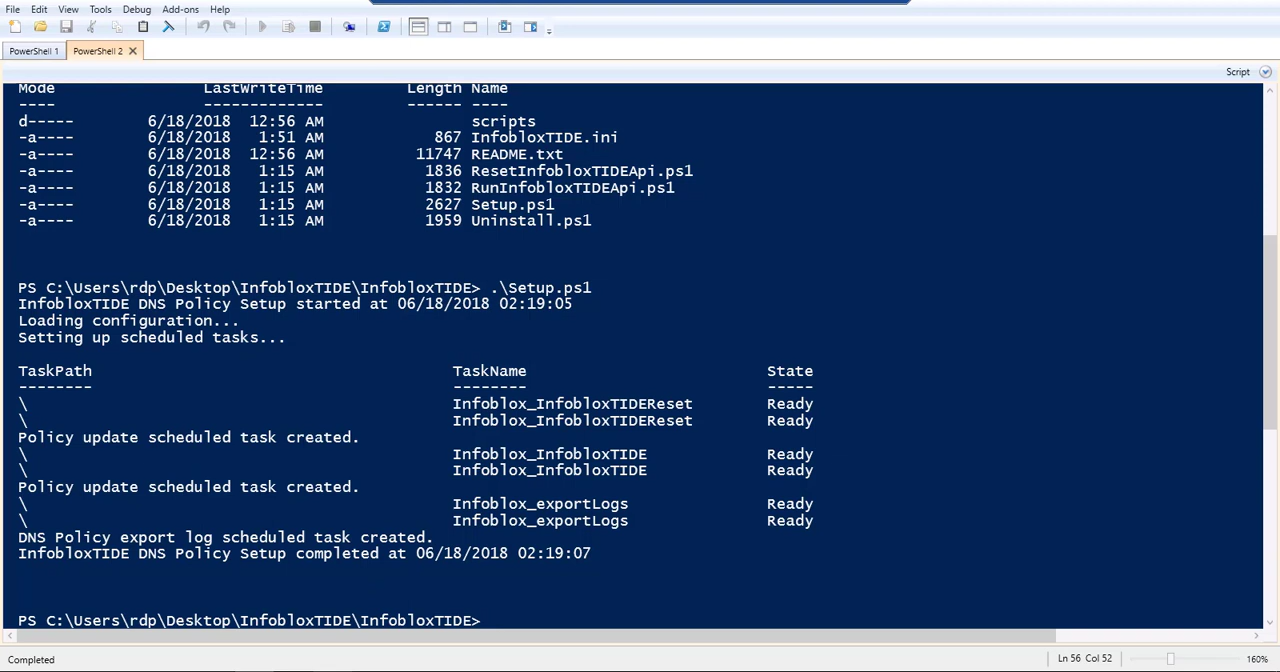 File Edit View Tools Debug Add-ons Help
PowerShell 1 PowerShell 2
Script
Mode LastWriteTime Length Name
---- ------------- ------ ----
d----- 6/18/2018 12:56 AM scripts
-a---- 6/18/2018 1:51 AM 867 InfobloxTIDE.ini
-a---- 6/18/2018 12:56 AM 11747 README.txt
-a---- 6/18/2018 1:15 AM 1836 ResetInfobloxTIDEApi.ps1
-a---- 6/18/2018 1:15 AM 1832 RunInfobloxTIDEApi.ps1
-a---- 6/18/2018 1:15 AM 2627 Setup.ps1
-a---- 6/18/2018 1:15 AM 1959 Uninstall.ps1
PS C:\Users\rdp\Desktop\InfobloxTIDE\InfobloxTIDE> .\Setup.ps1
InfobloxTIDE DNS Policy Setup started at 06/18/2018 02:19:05
Loading configuration...
Setting up scheduled tasks...
TaskPath TaskName State
-------- -------- -----
\ Infoblox_InfobloxTIDEReset Ready
\ Infoblox_InfobloxTIDEReset Ready
Policy update scheduled task created.
\ Infoblox_InfobloxTIDE Ready
\ Infoblox_InfobloxTIDE Ready
Policy update scheduled task created.
\ Infoblox_exportLogs Ready
\ Infoblox_exportLogs Ready
DNS Policy export log scheduled task created.
InfobloxTIDE DNS Policy Setup completed at 06/18/2018 02:19:07
PS C:\Users\rdp\Desktop\InfobloxTIDE\InfobloxTIDE>
Completed Ln 56 Col 52 160%